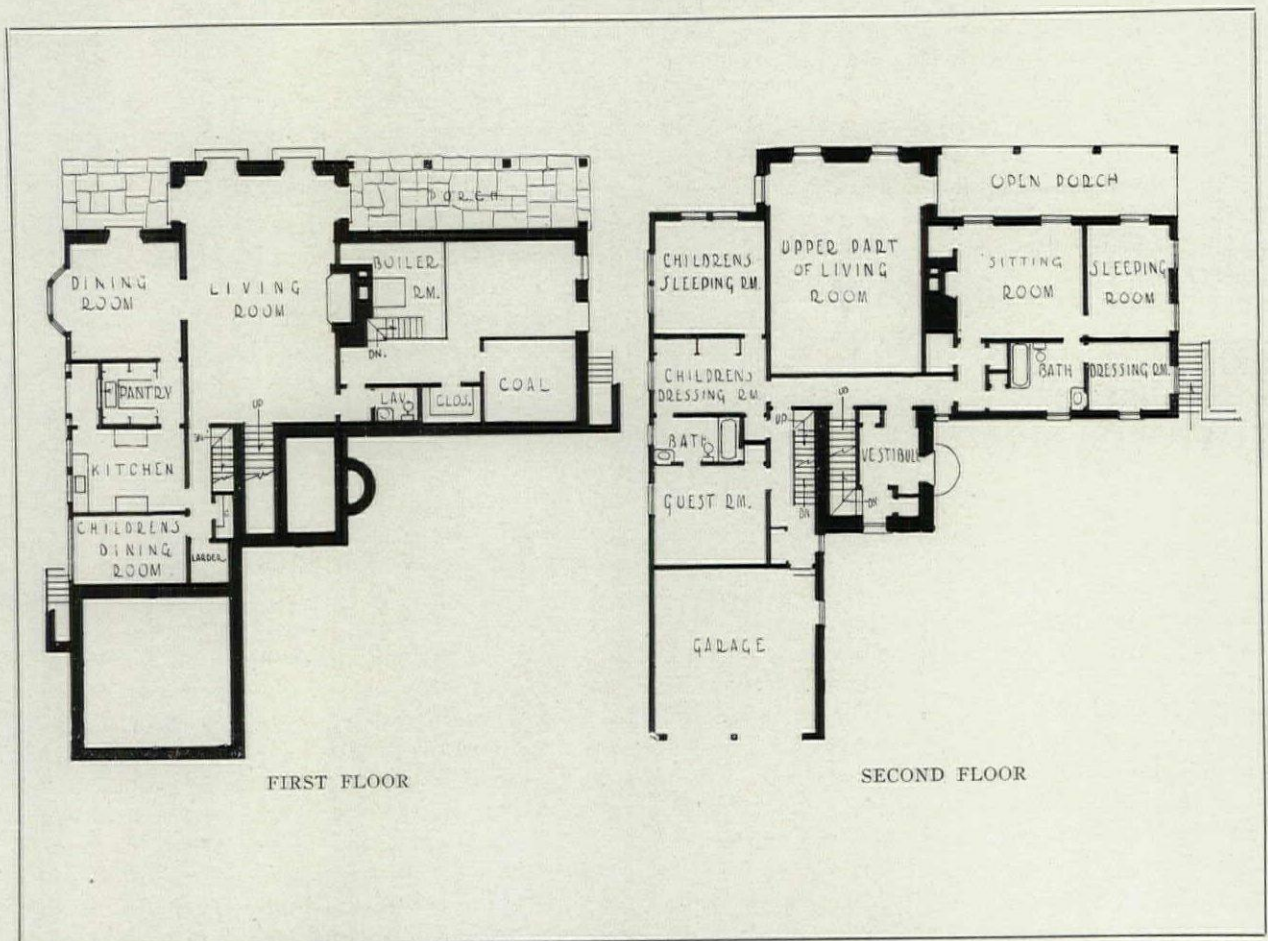 PORCH
DINING
ROOM
LIVING
ROOM
BOILER
RM.
DN.
PANTRY
UP
LAV.
CLOS.
COAL
DN
KITCHEN
CHILDRENS
DINING
ROOM
LARDER
FIRST FLOOR
OPEN PORCH
CHILDRENS
SLEEPING RM.
UPPER PART
OF LIVING
ROOM
SITTING
ROOM
SLEEPING
ROOM
CHILDRENS
DRESSING RM.
BATH
DRESSING RM.
UP
UP
BATH
VESTIBULE
GUEST RM.
DN.
DN.
GARAGE
SECOND FLOOR